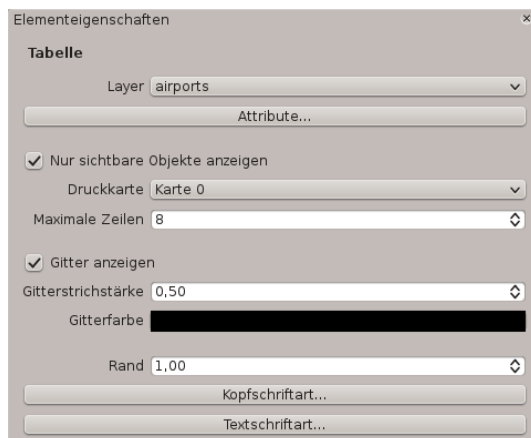 Elementeigenschaften
Tabelle
Layer airports
Attribute...
Nur sichtbare Objekte anzeigen
Druckkarte Karte 0
Maximale Zeilen 8
Gitter anzeigen
Gitterstrichstärke 0,50
Gitterfarbe
Rand 1,00
Kopfschriftart...
Textschriftart...